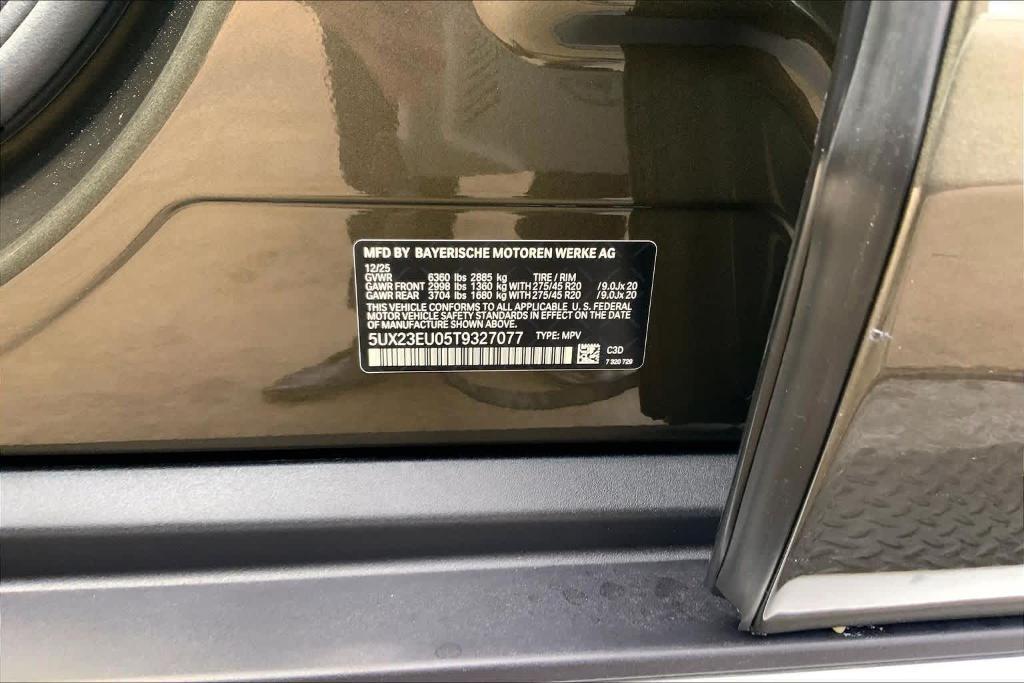 MFD BY BAYERISCHE MOTOREN WERKE AG
12/25
GVWR 6360 lbs 2885 kg TIRE / RIM
GAWR FRONT 2998 lbs 1360 kg WITH 275/45 R20 /9.0Jx 20
GAWR REAR 3704 lbs 1680 kg WITH 275/45 R20 /9.0Jx 20
THIS VEHICLE CONFORMS TO ALL APPLICABLE U. S. FEDERAL
MOTOR VEHICLE SAFETY STANDARDS IN EFFECT ON THE DATE
OF MANUFACTURE SHOWN ABOVE.
5UX23EU05T9327077 TYPE: MPV
C3D
7 320 729